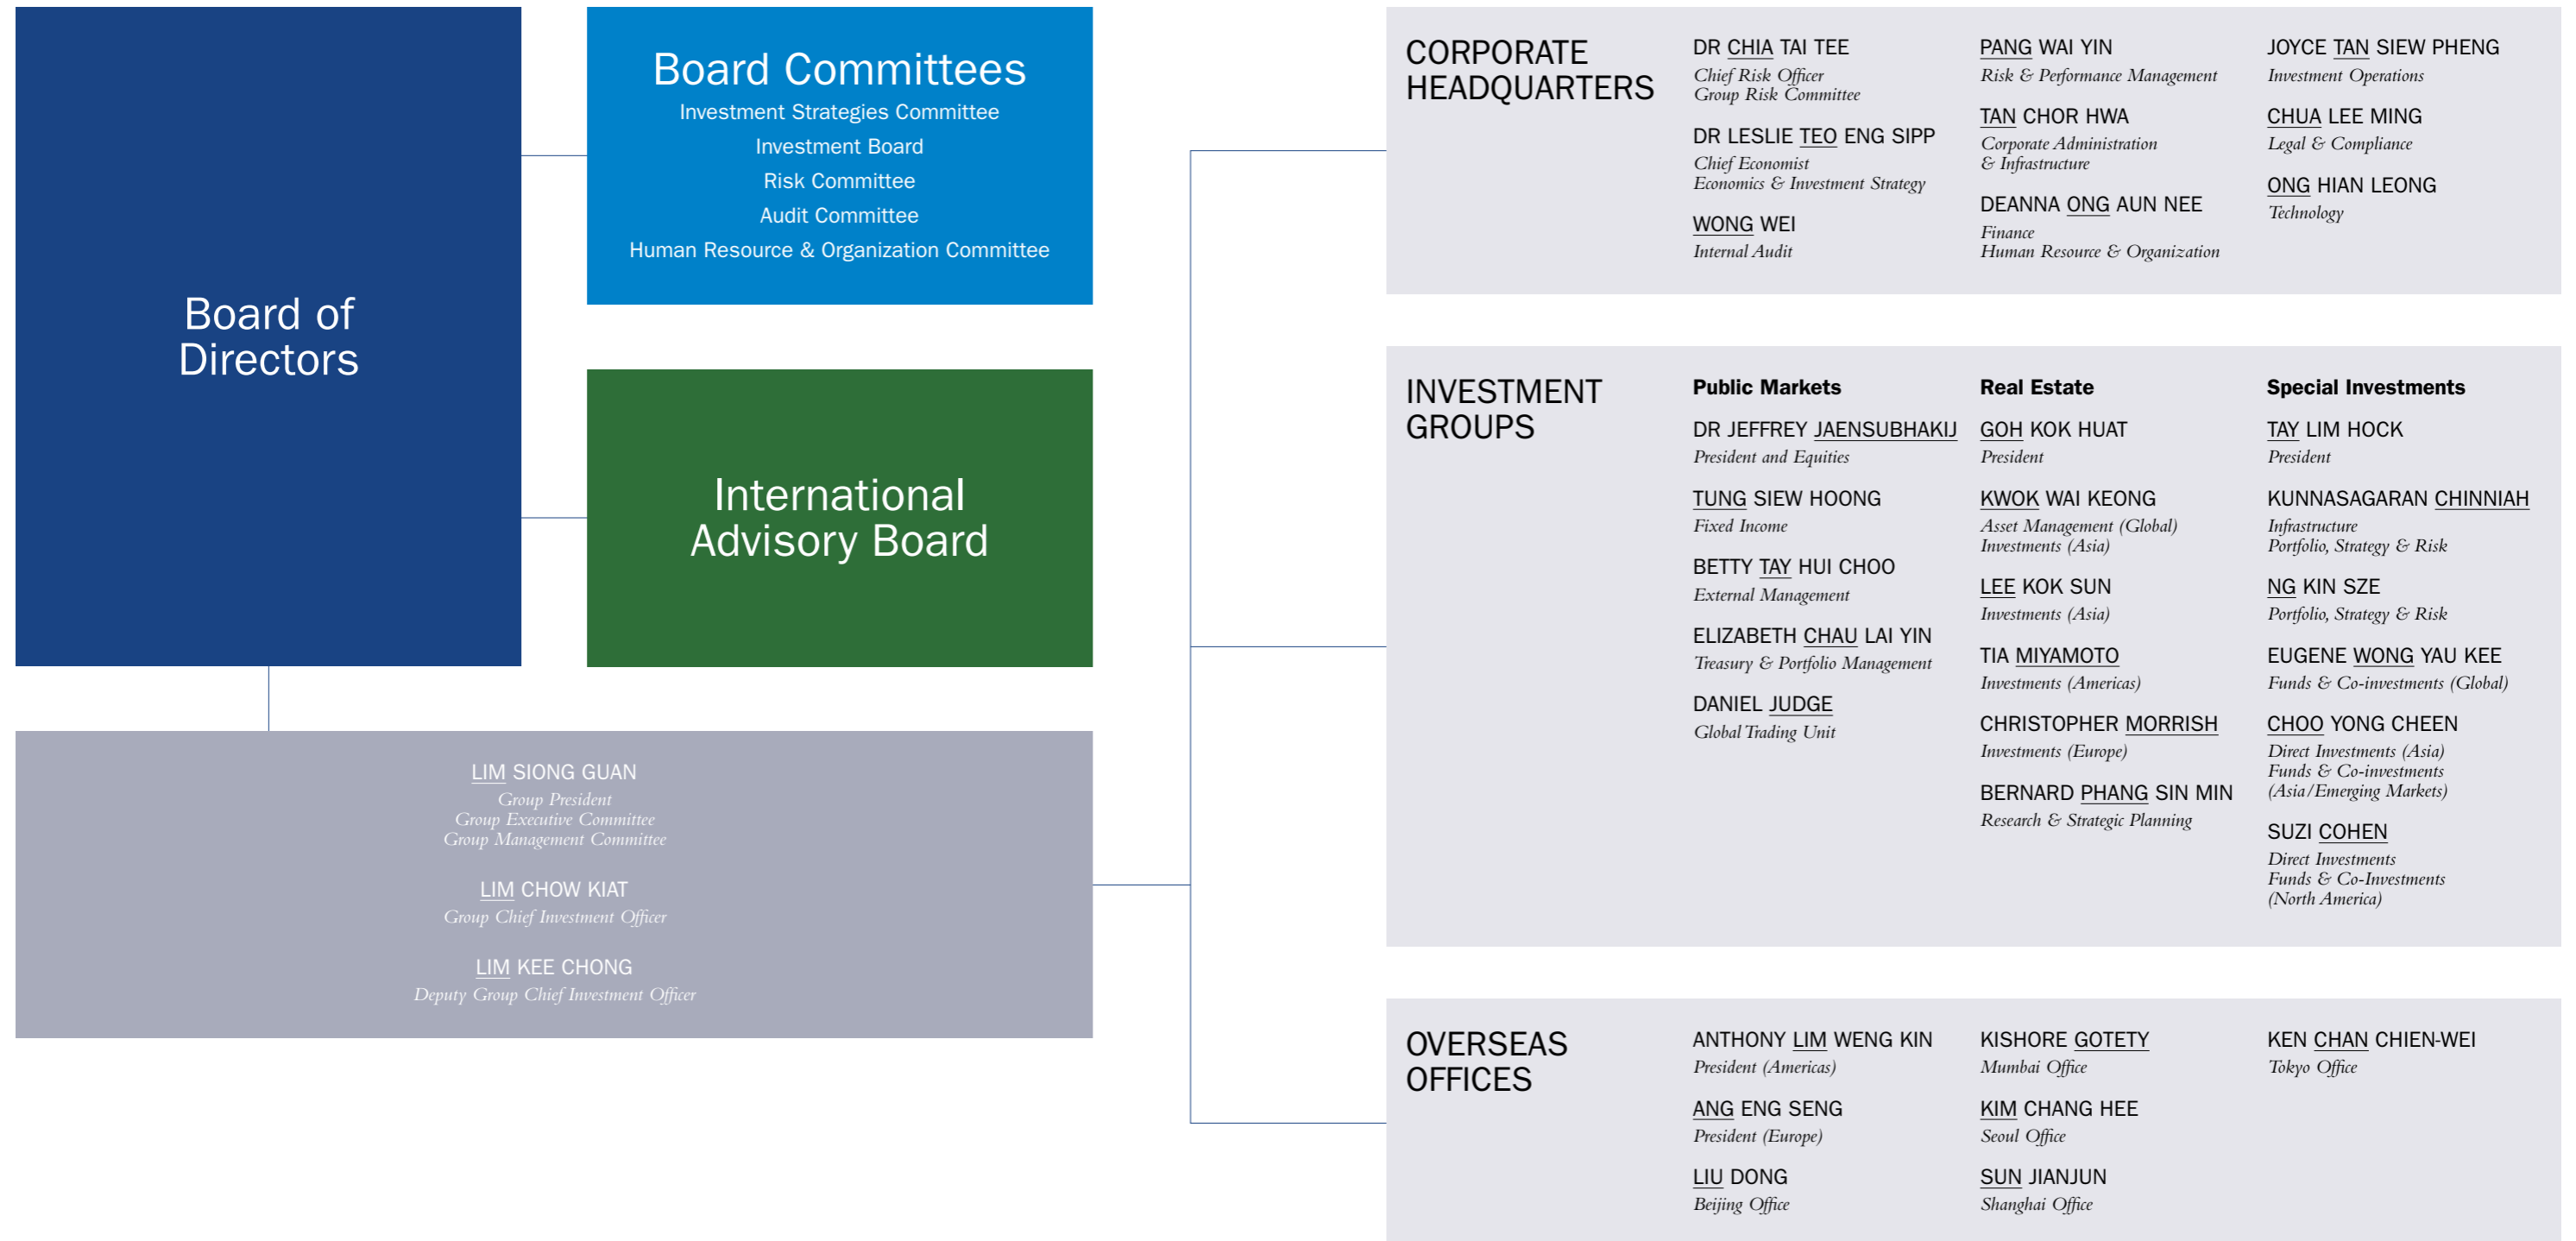 Board of
Directors
Board Committees
Investment Strategies Committee
Investment Board
Risk Committee
Audit Committee
Human Resource & Organization Committee
International
Advisory Board
LIM SIONG GUAN
Group President
Group Executive Committee
Group Management Committee
LIM CHOW KIAT
Group Chief Investment Officer
LIM KEE CHONG
Deputy Group Chief Investment Officer
CORPORATE
HEADQUARTERS
DR CHIA TAI TEE
Chief Risk Officer
Group Risk Committee
DR LESLIE TEO ENG SIPP
Chief Economist
Economics & Investment Strategy
WONG WEI
Internal Audit
PANG WAI YIN
Risk & Performance Management
TAN CHOR HWA
Corporate Administration
& Infrastructure
DEANNA ONG AUN NEE
Finance
Human Resource & Organization
JOYCE TAN SIEW PHENG
Investment Operations
CHUA LEE MING
Legal & Compliance
ONG HIAN LEONG
Technology
INVESTMENT
GROUPS
Public Markets
DR JEFFREY JAENSUBHAKIJ
President and Equities
TUNG SIEW HOONG
Fixed Income
BETTY TAY HUI CHOO
External Management
ELIZABETH CHAU LAI YIN
Treasury & Portfolio Management
DANIEL JUDGE
Global Trading Unit
Real Estate
GOH KOK HUAT
President
KWOK WAI KEONG
Asset Management (Global)
Investments (Asia)
LEE KOK SUN
Investments (Asia)
TIA MIYAMOTO
Investments (Americas)
CHRISTOPHER MORRISH
Investments (Europe)
BERNARD PHANG SIN MIN
Research & Strategic Planning
Special Investments
TAY LIM HOCK
President
KUNNASAGARAN CHINNIAH
Infrastructure
Portfolio, Strategy & Risk
NG KIN SZE
Portfolio, Strategy & Risk
EUGENE WONG YAU KEE
Funds & Co-investments (Global)
CHOO YONG CHEEN
Direct Investments (Asia)
Funds & Co-investments
(Asia/Emerging Markets)
SUZI COHEN
Direct Investments
Funds & Co-Investments
(North America)
OVERSEAS
OFFICES
ANTHONY LIM WENG KIN
President (Americas)
ANG ENG SENG
President (Europe)
LIU DONG
Beijing Office
KISHORE GOTETY
Mumbai Office
KIM CHANG HEE
Seoul Office
SUN JIANJUN
Shanghai Office
KEN CHAN CHIEN-WEI
Tokyo Office